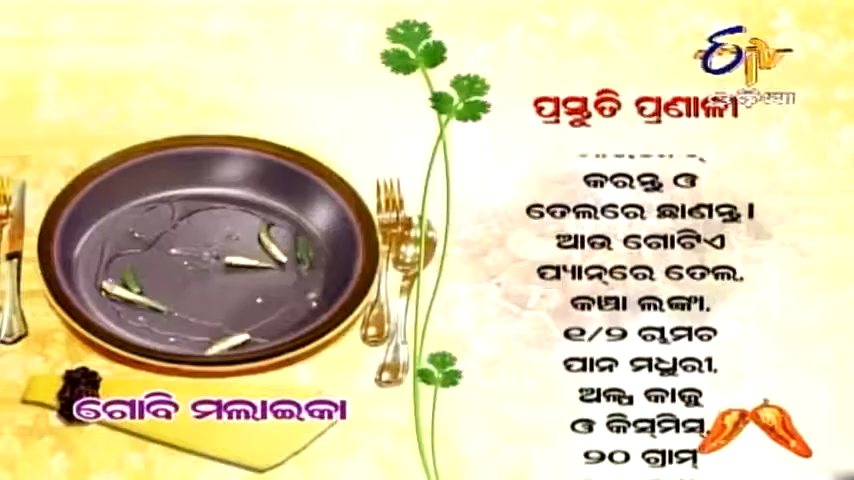 ETV
ପ୍ରସ୍ତୁତି ପ୍ରଣାଳୀ
କରନ୍ତୁ ଓ
ତେଲରେ ଛାଣନ୍ତୁ।
ଆଉ ଗୋଟିଏ
ପ୍ୟାନ୍‌ରେ ତେଲ,
କଞ୍ଚା ଲଙ୍କା,
୧/୨ ଚାମଚ
ପାନ ମଧୁରୀ,
ଅଳ୍ପ କାଜୁ
ଓ କିସ୍‌ମିସ୍,
୨୦ ଗ୍ରାମ୍
ଗୋବି ମଲାଇକା